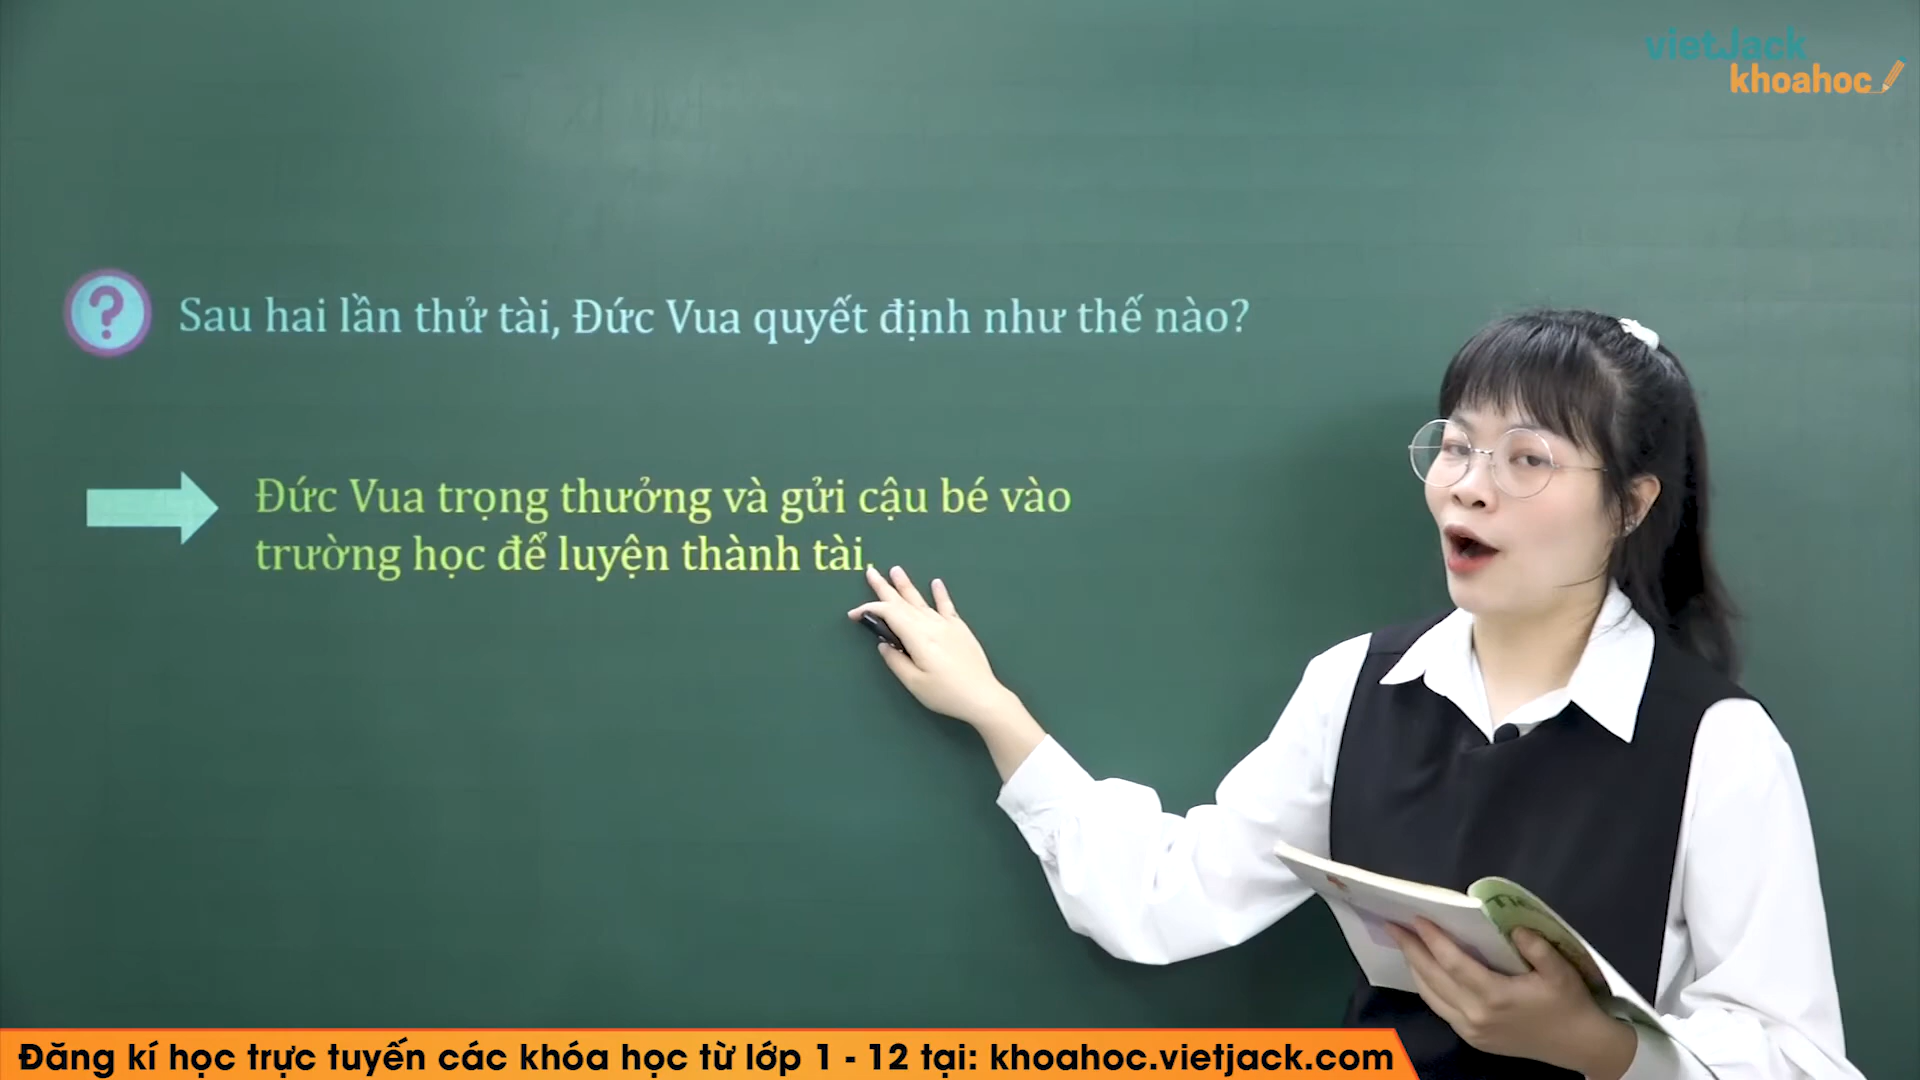 vietJack
khoahoc
Sau hai lần thử tài, Đức Vua quyết định như thế nào?
Đức Vua trọng thưởng và gửi cậu bé vào
trường học để luyện thành tài.
Đăng kí học trực tuyến các khóa học từ lớp 1 - 12 tại: khoahoc.vietjack.com